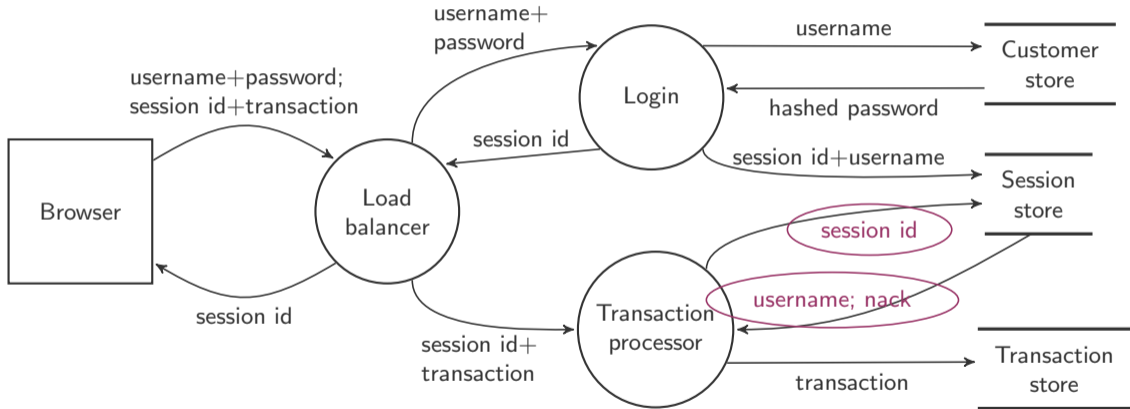 username+
password
username
Customer
store
username+password;
session id+transaction
Login
hashed password
session id
session id+username
Session
store
Browser
Load
balancer
session id
username; nack
session id
Transaction
processor
session id+
transaction
transaction
Transaction
store